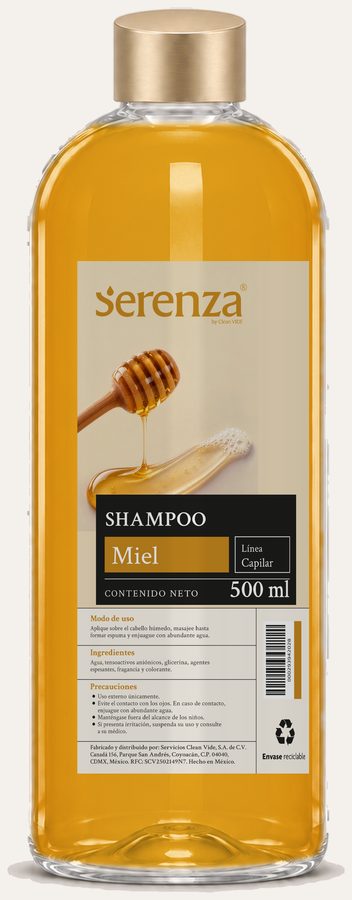 Serenza®
by Clean VIDE
SHAMPOO
Miel
Línea
Capilar
CONTENIDO NETO
500 ml
Modo de uso
Aplique sobre el cabello húmedo, masajee hasta
formar espuma y enjuague con abundante agua.
Ingredientes
Agua, tensoactivos aniónicos, glicerina, agentes
espesantes, fragancia y colorante.
Precauciones
Uso externo únicamente.
Evite el contacto con los ojos. En caso de contacto,
enjuague con abundante agua.
Manténgase fuera del alcance de los niños.
Si presenta irritación, suspenda su uso y consulte
a su médico.
Fabricado y distribuido por: Servicios Clean Vide, S.A. de C.V.
Canadá 156, Parque San Andrés, Coyoacán, C.P. 04040,
CDMX, México. RFC: SCV2502149N7. Hecho en México.
Envase reciclable